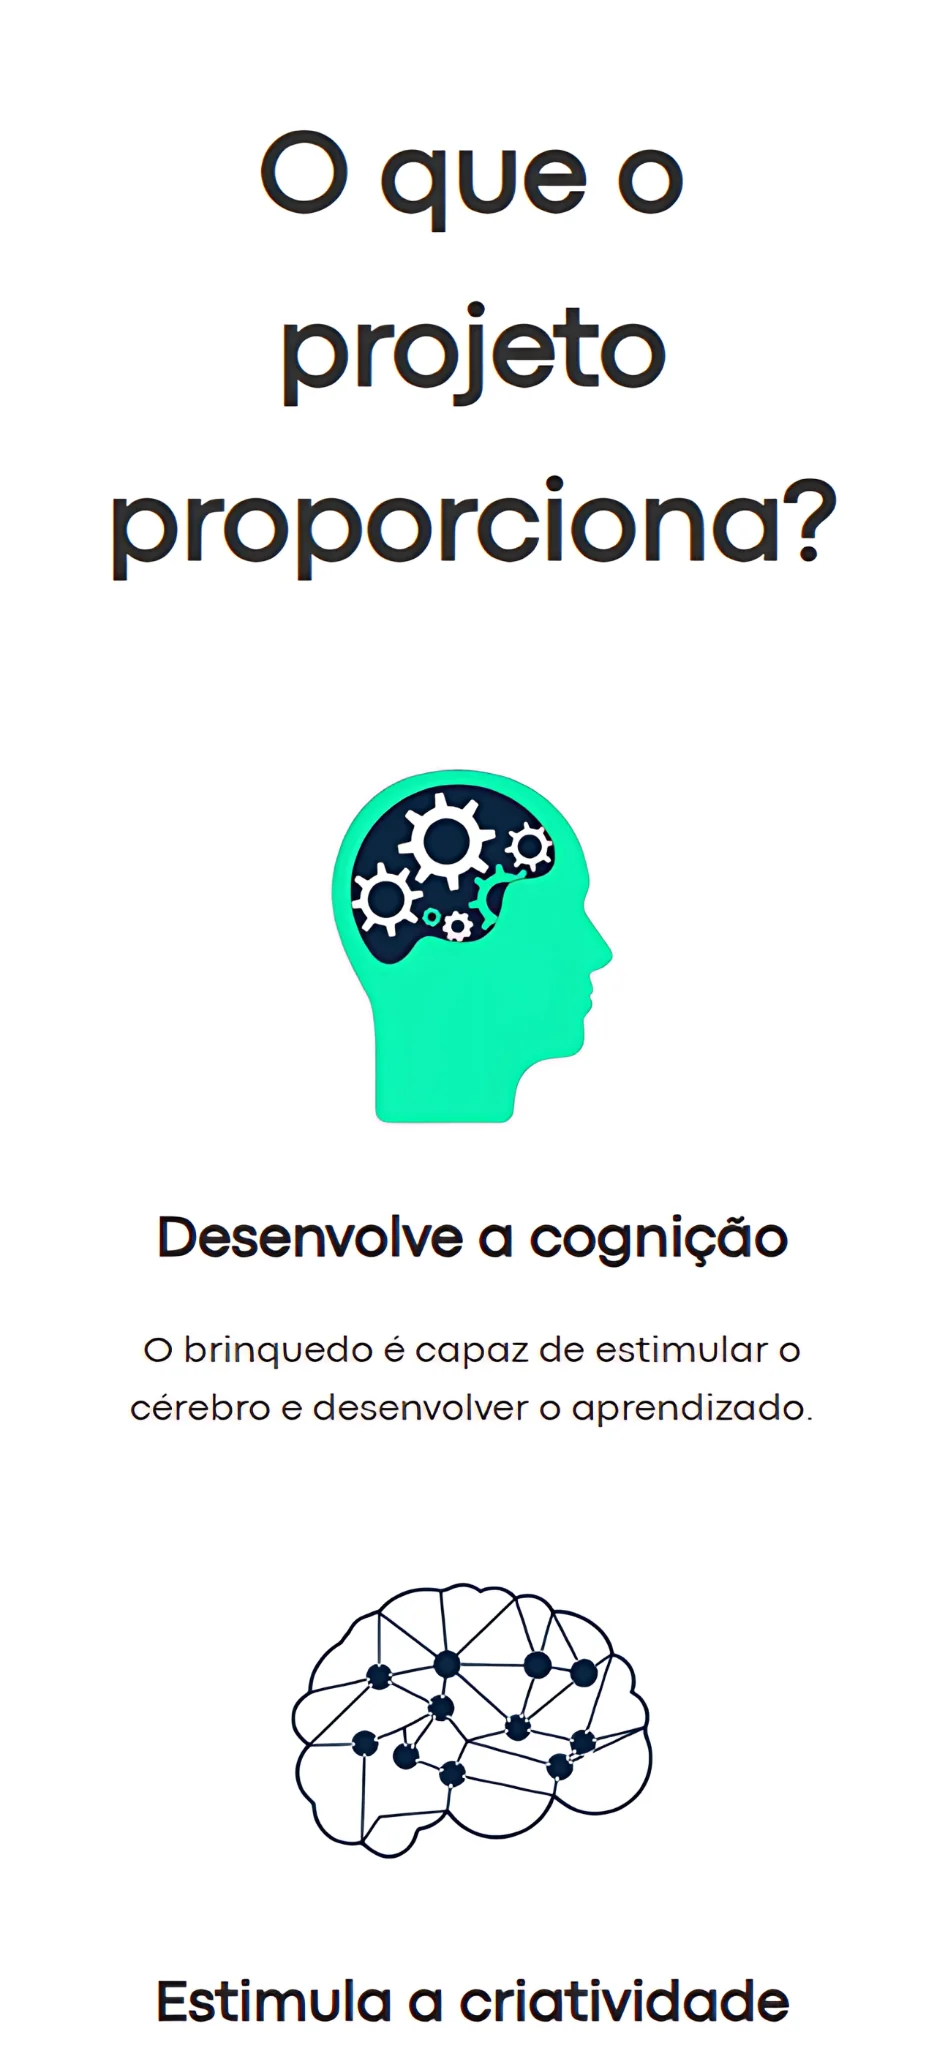 O que o
projeto
proporciona?
Desenvolve a cognição
O brinquedo é capaz de estimular o
cérebro e desenvolver o aprendizado.
Estimula a criatividade